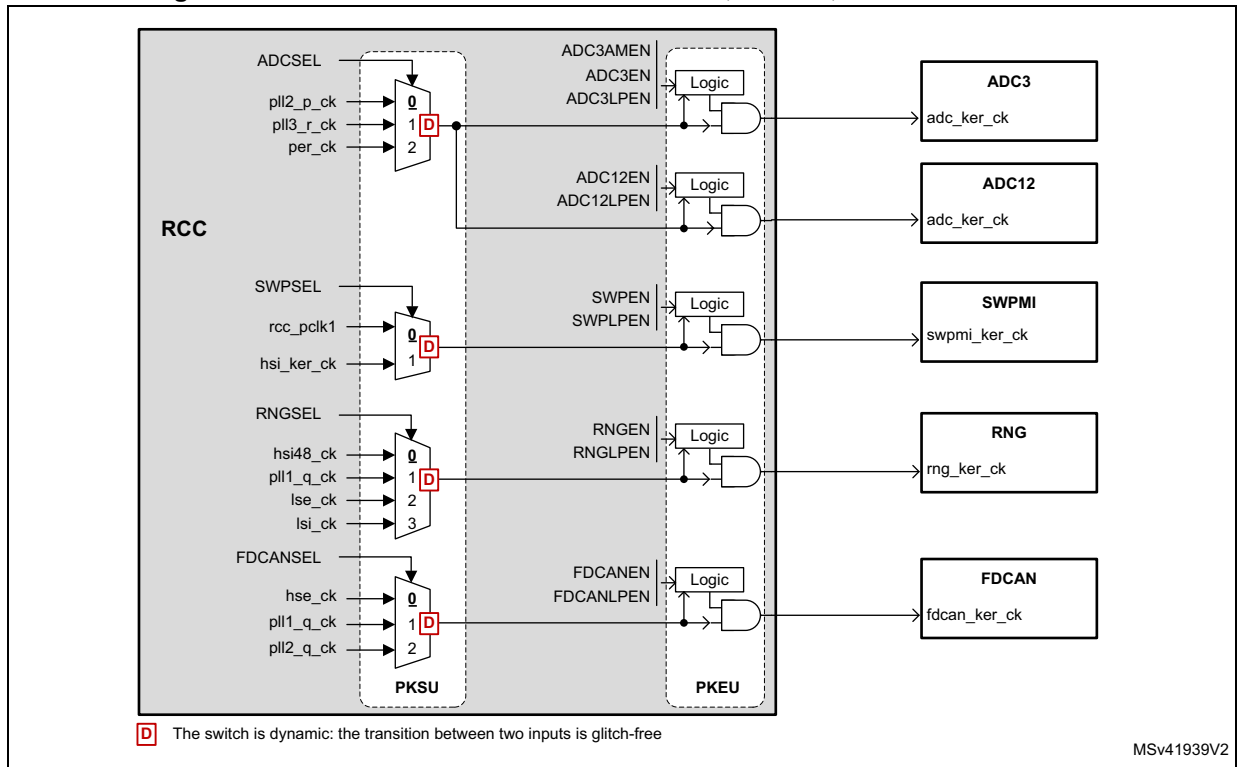 ADCSEL
pll2_p_ck
pll3_r_ck
per_ck
0
1
2
D
ADC3AMEN
ADC3EN
ADC3LPEN
Logic
ADC3
adc_ker_ck
ADC12EN
ADC12LPEN
Logic
ADC12
adc_ker_ck
RCC
SWPSEL
rcc_pclk1
hsi_ker_ck
0
1
D
SWPEN
SWPLPEN
Logic
SWPMI
swpmi_ker_ck
RNGSEL
hsi48_ck
pll1_q_ck
lse_ck
lsi_ck
0
1
2
3
D
RNGEN
RNGLPEN
Logic
RNG
rng_ker_ck
FDCANSEL
hse_ck
pll1_q_ck
pll2_q_ck
0
1
2
D
FDCANEN
FDCANLPEN
Logic
FDCAN
fdcan_ker_ck
PKSU
PKEU
D The switch is dynamic: the transition between two inputs is glitch-free
MSv41939V2